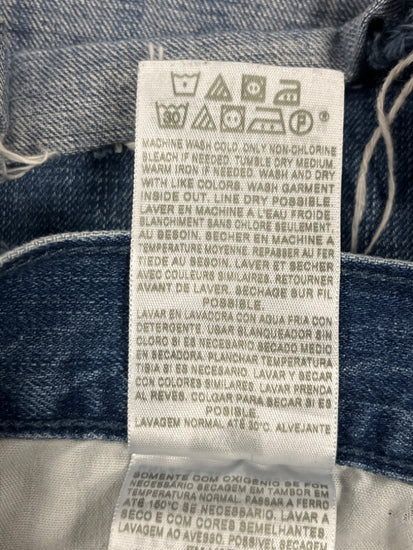 30 P
MACHINE WASH COLD. ONLY NON-CHLORINE
BLEACH IF NEEDED. TUMBLE DRY MEDIUM.
WARM IRON IF NEEDED. WASH AND DRY
WITH LIKE COLORS. WASH GARMENT
INSIDE OUT. LINE DRY POSSIBLE.
LAVER EN MACHINE A L'EAU FROIDE.
BLANCHIMENT SANS CHLORE SEULEMENT.
AU BESOIN. SECHER EN MACHINE A
TEMPERATURE MOYENNE. REPASSER AU FER
TIEDE AU BESOIN. LAVER ET SECHER
AVEC COULEURS SIMILAIRES. RETOURNER
AVANT DE LAVER. SECHAGE SUR FIL
POSSIBLE.
LAVAR EN LAVADORA CON AGUA FRIA CON
DETERGENTE. USAR BLANQUEADOR SIN
CLORO SI ES NECESARIO. SECADO MEDIO
EN SECADORA. PLANCHAR TEMPERATURA
TIBIA SI ES NECESARIO. LAVAR Y SECAR
CON COLORES SIMILARES. LAVAR PRENDA
AL REVES. COLGAR PARA SECAR SI ES
POSIBLE
LAVAGEM NORMAL ATÉ 30°C. ALVEJANTE
SOMENTE COM OXIGENIO SE FOR
NECESSÁRIO SECAGEM EM TAMBOR EM
TEMPERATURA NORMAL. PASSAR A FERRO
ATÉ 150°C SE NECESSÁRIO. LAVAR A
SECO E COM CORES SEMELHANTES.
LAVAGEM AO AVESSO. POSSÍVEL SECAGEM